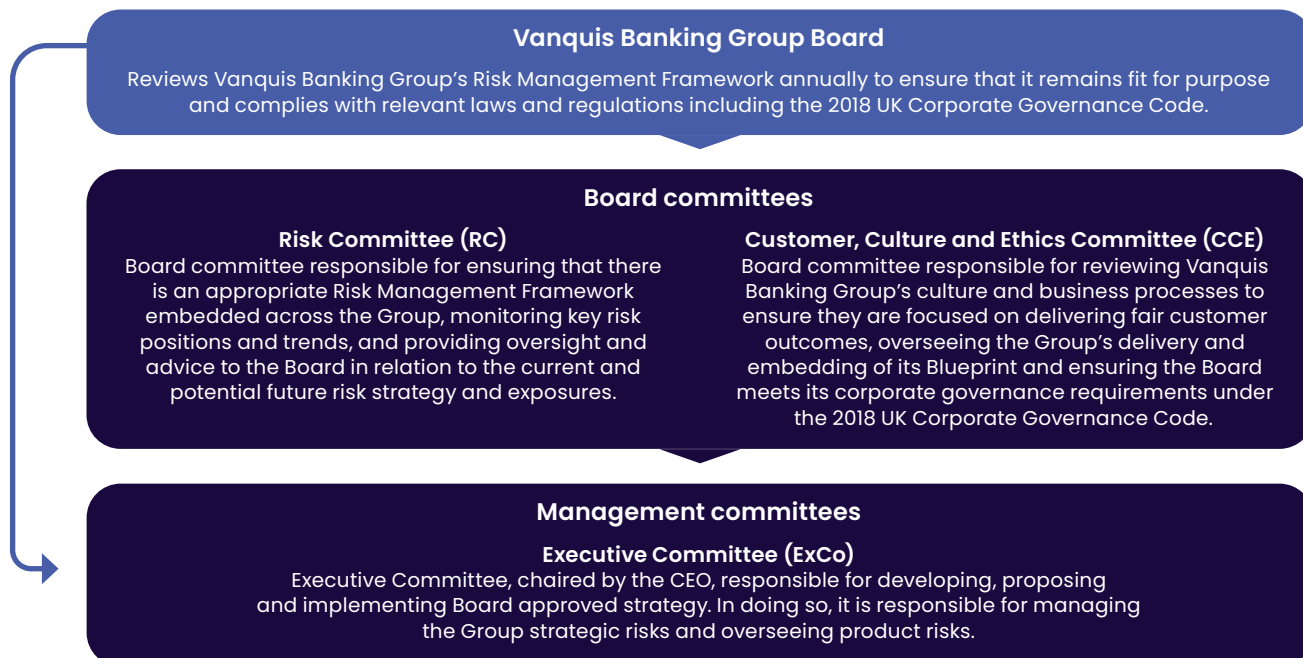 Vanquis Banking Group Board
Reviews Vanquis Banking Group’s Risk Management Framework annually to ensure that it remains fit for purpose
and complies with relevant laws and regulations including the 2018 UK Corporate Governance Code.
Board committees
Risk Committee (RC)
Board committee responsible for ensuring that there
is an appropriate Risk Management Framework
embedded across the Group, monitoring key risk
positions and trends, and providing oversight and
advice to the Board in relation to the current and
potential future risk strategy and exposures.
Customer, Culture and Ethics Committee (CCE)
Board committee responsible for reviewing Vanquis
Banking Group’s culture and business processes to
ensure they are focused on delivering fair customer
outcomes, overseeing the Group’s delivery and
embedding of its Blueprint and ensuring the Board
meets its corporate governance requirements under
the 2018 UK Corporate Governance Code.
Management committees
Executive Committee (ExCo)
Executive Committee, chaired by the CEO, responsible for developing, proposing
and implementing Board approved strategy. In doing so, it is responsible for managing
the Group strategic risks and overseeing product risks.